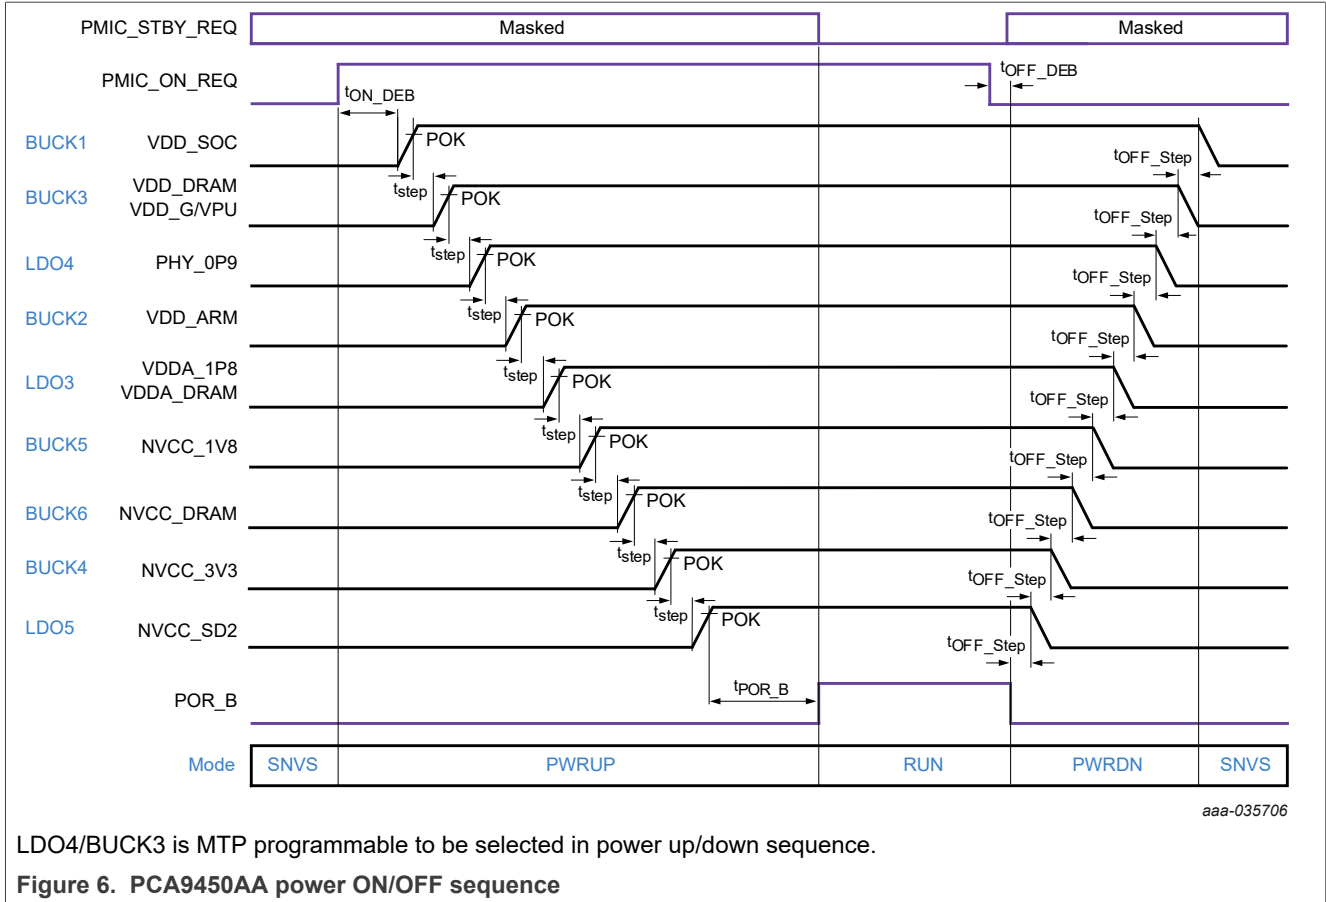 PMIC_STBY_REQ Masked Masked
PMIC_ON_REQ tON_DEB tOFF_DEB
BUCK1 VDD_SOC POK tOFF_Step
tstep
BUCK3 VDD_DRAM
VDD_G/VPU POK tOFF_Step
tstep
LDO4 PHY_0P9 POK tOFF_Step
tstep
BUCK2 VDD_ARM POK tOFF_Step
tstep
LDO3 VDDA_1P8
VDDA_DRAM POK tOFF_Step
tstep
BUCK5 NVCC_1V8 POK tOFF_Step
tstep
BUCK6 NVCC_DRAM POK tOFF_Step
tstep
BUCK4 NVCC_3V3 POK tOFF_Step
tstep
LDO5 NVCC_SD2 POK tOFF_Step
POR_B tPOR_B
Mode SNVS PWRUP RUN PWRDN SNVS
aaa-035706
LDO4/BUCK3 is MTP programmable to be selected in power up/down sequence.
Figure 6. PCA9450AA power ON/OFF sequence